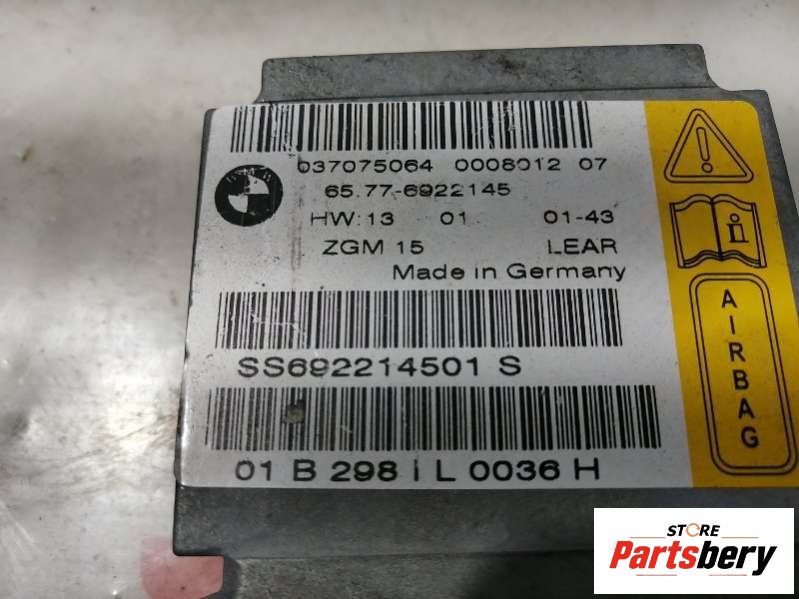 037075064 0008012 07
65.77-6922145
HW:13 01 01-43
ZGM 15 LEAR
Made in Germany
SS692214501 S
01 B 298 I L 0036 H
i
AIRBAG
STORE
Partsbery